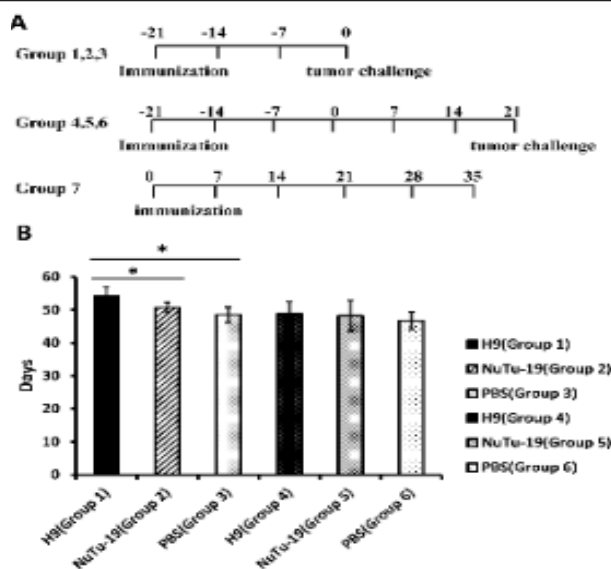 A
-21 -14 -7 0
Group 1,2,3
Immunization tumor challenge
-21 -14 -7 0 7 14 21
Group 4,5,6
Immunization tumor challenge
Group 7
0 7 14 21 28 35
immunization
B
* 
*
60
50
40
30
20
10
0
Days
H9(Group 1)
NuTu-19(Group 2)
PBS(Group 3)
H9(Group 4)
NuTu-19(Group 5)
PBS(Group 6)
H9(Group 1)
NuTu-19(Group 2)
PBS(Group 3)
H9(Group 4)
NuTu-19(Group 5)
PBS(Group 6)